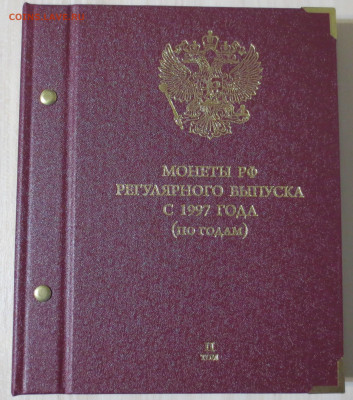 МОНЕТЫ РФ
РЕГУЛЯРНОГО ВЫПУСКА
С 1997 ГОДА
(ПО ГОДАМ)
II
ТОМ